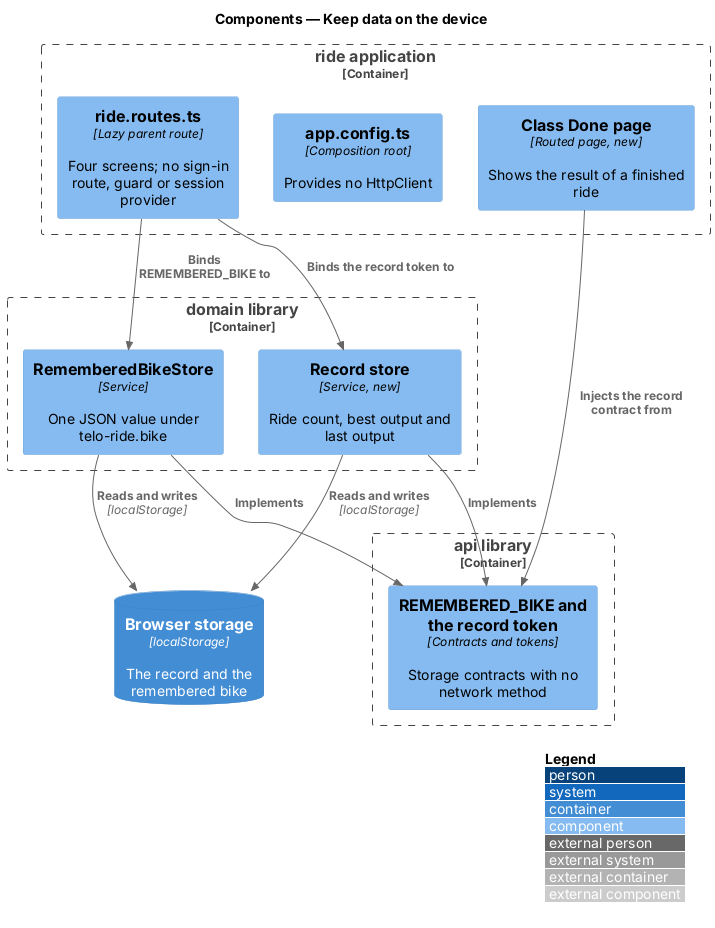 Components — Keep data on the device
ride application
[Container]
ride.routes.ts
[Lazy parent route]
Four screens; no sign-in
route, guard or session
provider
app.config.ts
[Composition root]
Provides no HttpClient
Class Done page
[Routed page, new]
Shows the result of a finished
ride
Binds
REMEMBERED_BIKE to
Binds the record token to
domain library
[Container]
RememberedBikeStore
[Service]
One JSON value under
telo-ride.bike
Record store
[Service, new]
Ride count, best output and
last output
Injects the record
contract from
Reads and writes
[localStorage]
Implements
Reads and writes
[localStorage]
Implements
api library
[Container]
Browser storage
[localStorage]
The record and the
remembered bike
REMEMBERED_BIKE and
the record token
[Contracts and tokens]
Storage contracts with no
network method
Legend
person
system
container
component
external person
external system
external container
external component